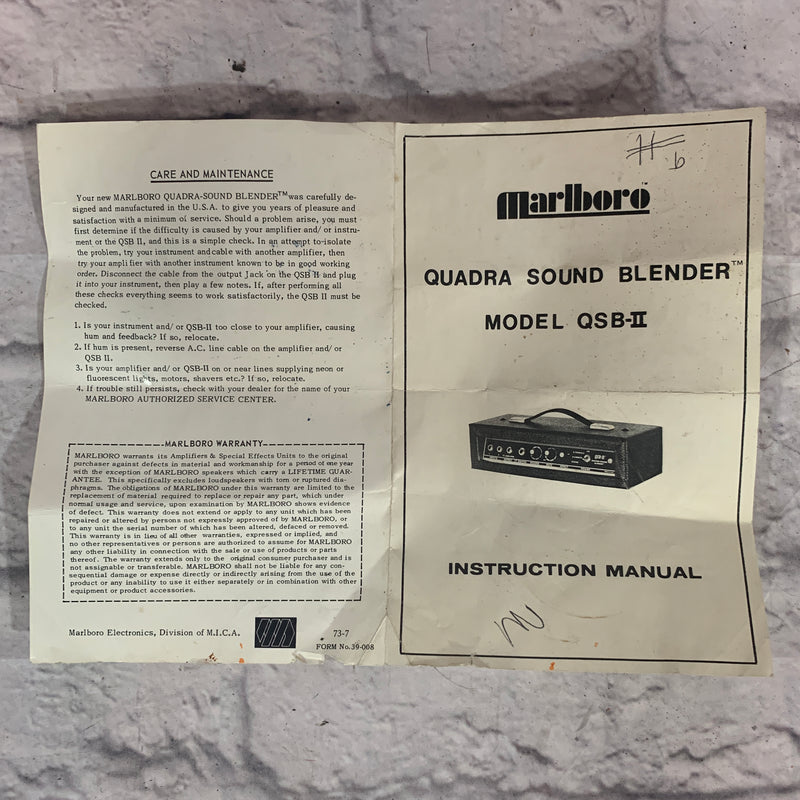 CARE AND MAINTENANCE
Your new MARLBORO QUADRA-SOUND BLENDER™ was carefully de-
signed and manufactured in the U.S.A. to give you years of pleasure and
satisfaction with a minimum of service. Should a problem arise, you must
first determine if the difficulty is caused by your amplifier and/ or instru-
ment or the QSB II, and this is a simple check. In an attempt to isolate
the problem, try your instrument and cable with another amplifier, then
try your amplifier with another instrument known to be in good working
order. Disconnect the cable from the output Jack on the QSB II and plug
it into your instrument, then play a few notes. If, after performing all
these checks everything seems to work satisfactorily, the QSB II must be
checked.
1. Is your instrument and/ or QSB-II too close to your amplifier, causing
hum and feedback? If so, relocate.
2. If hum is present, reverse A.C. line cable on the amplifier and/ or
QSB II.
3. Is your amplifier and/ or QSB-II on or near lines supplying neon or
fluorescent lights, motors, shavers etc.? If so, relocate.
4. If trouble still persists, check with your dealer for the name of your
MARLBORO AUTHORIZED SERVICE CENTER.
MARLBORO WARRANTY
MARLBORO warrants its Amplifiers & Special Effects Units to the original
purchaser against defects in material and workmanship for a period of one year
with the exception of MARLBORO speakers which carry a LIFETIME GUAR-
ANTEE. This specifically excludes loudspeakers with torn or ruptured dia-
phragms. The obligations of MARLBORO under this warranty are limited to the
replacement of material required to replace or repair any part, which under
normal usage and service, upon examination by MARLBORO shows evidence
of defect. This warranty does not extend or apply to any unit which has been
repaired or altered by persons not expressly approved of by MARLBORO, or
to any unit the serial number of which has been altered, defaced or removed.
This warranty is in lieu of all other warranties, expressed or implied, and
no other representatives or persons are authorized to assume for MARLBORO
any other liability in connection with the sale or use of products or parts
thereof. The warranty extends only to the original consumer purchaser and is
not assignable or transferable. MARLBORO shall not be liable for any con-
sequential damage or expense directly or indirectly arising from the use of the
product or any inability to use it either separately or in combination with other
equipment or product accessories.
Marlboro Electronics, Division of M.I.C.A.
73-7
FORM No. 39-008
6
Marlboro™
QUADRA SOUND BLENDER™
MODEL QSB-II
INSTRUCTION MANUAL